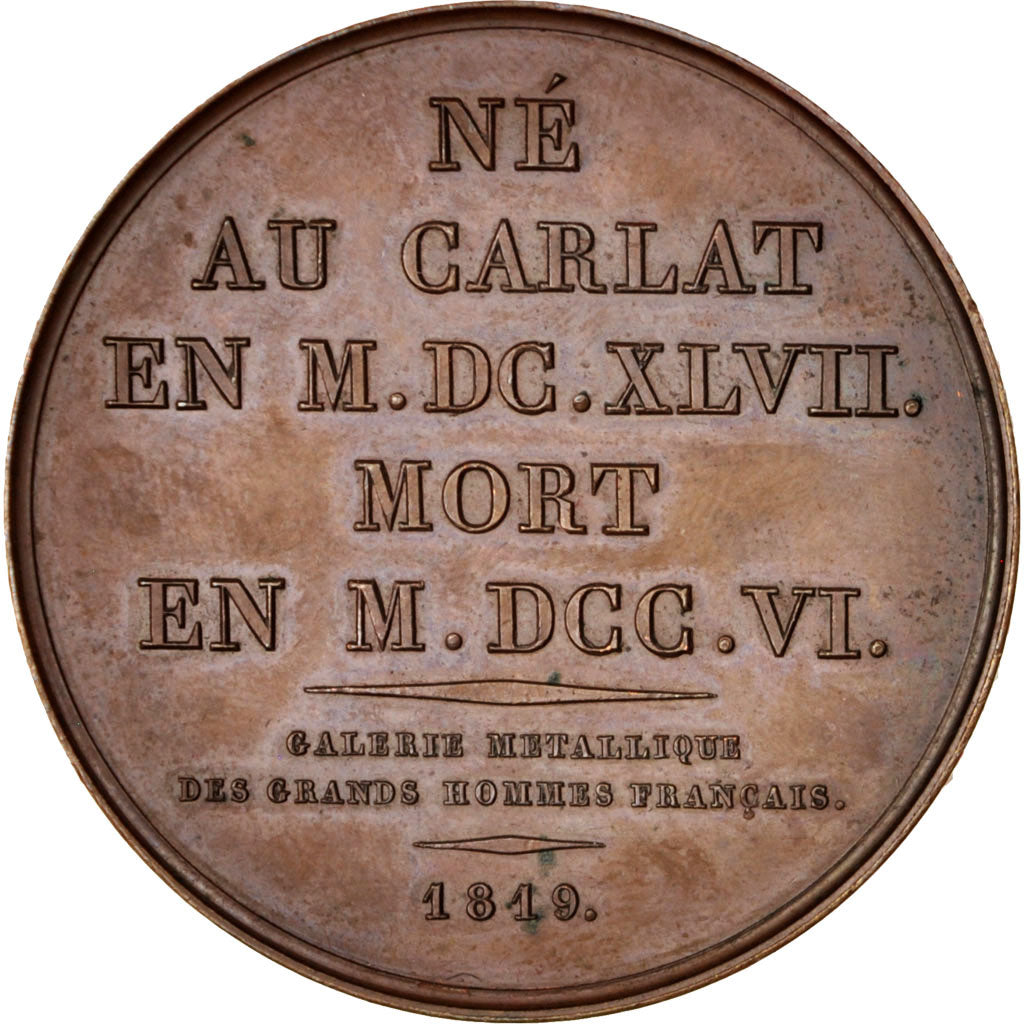 NÉ
AU CARLAT
EN M.DC.XLVII.
MORT
EN M.DCC.VI.
GALERIE METALLIQUE
DES GRANDS HOMMES FRANÇAIS.
1819.